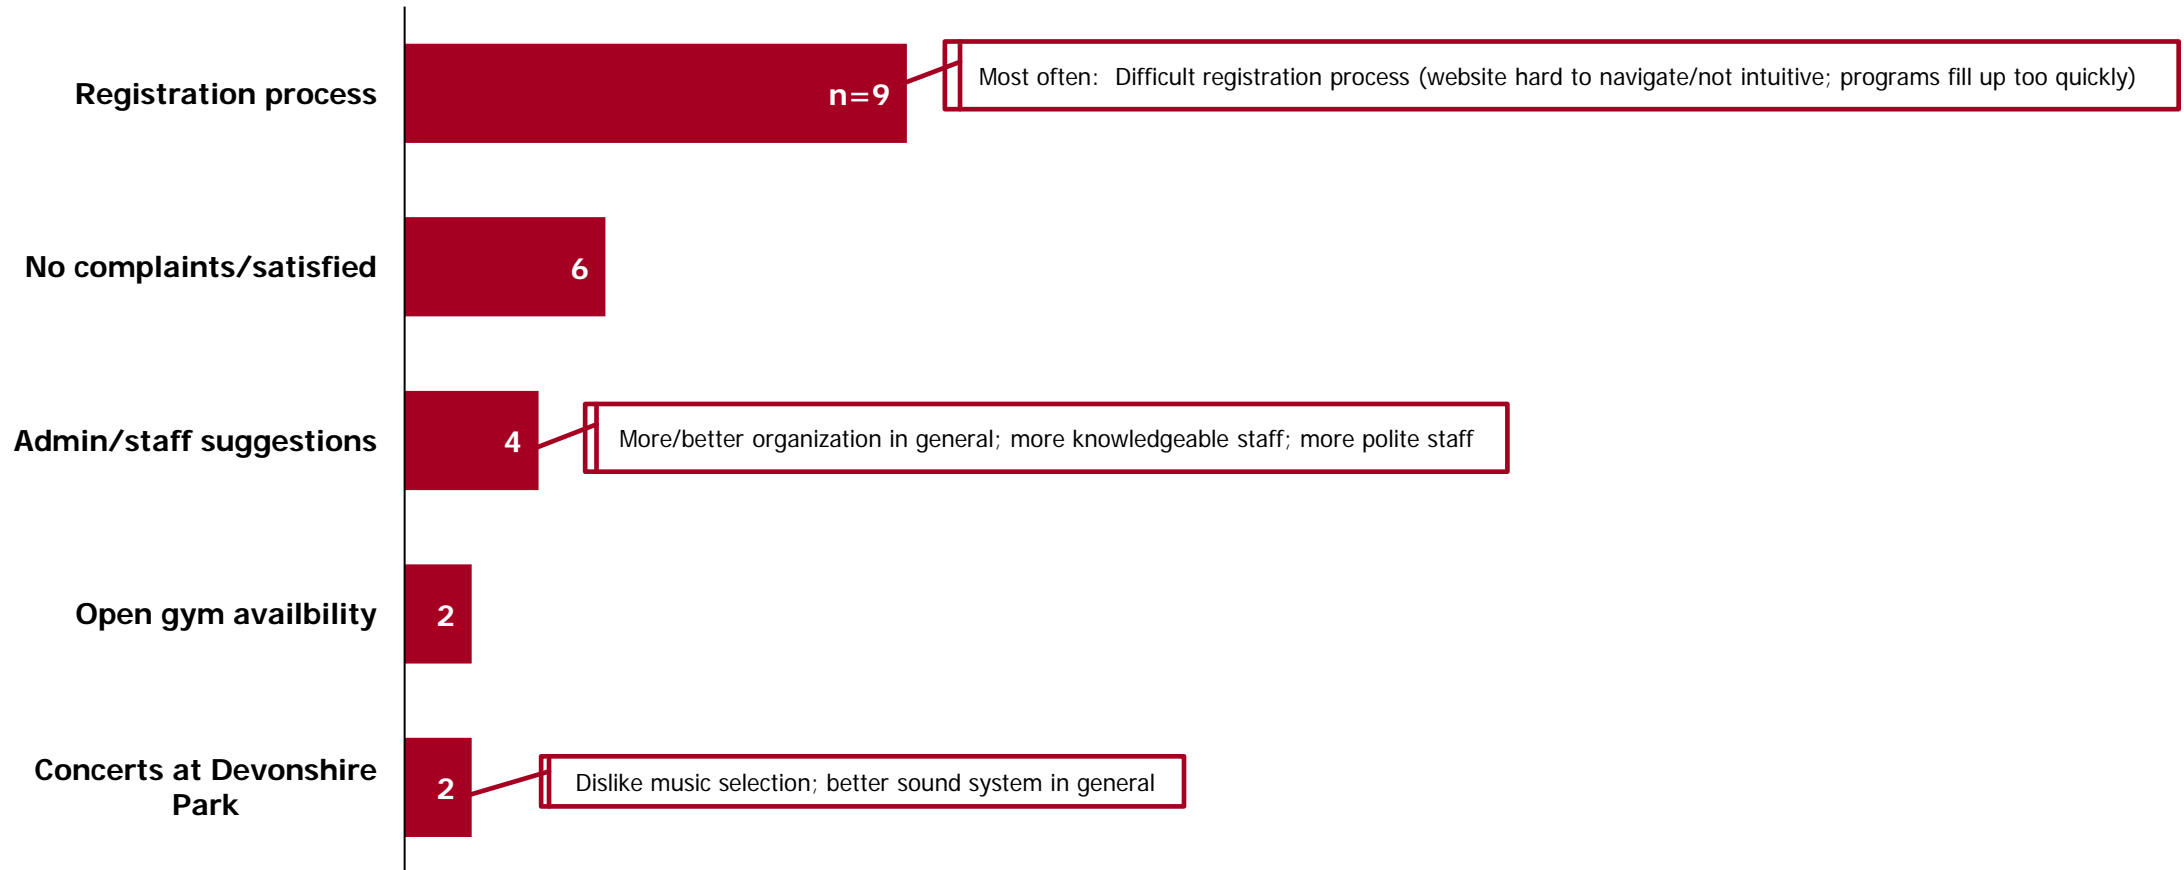 Registration process
n=9
Most often:  Difficult registration process (website hard to navigate/not intuitive; programs fill up too quickly)
No complaints/satisfied
6
Admin/staff suggestions
4
More/better organization in general; more knowledgeable staff; more polite staff
Open gym availbility
2
Concerts at Devonshire
Park
2
Dislike music selection; better sound system in general